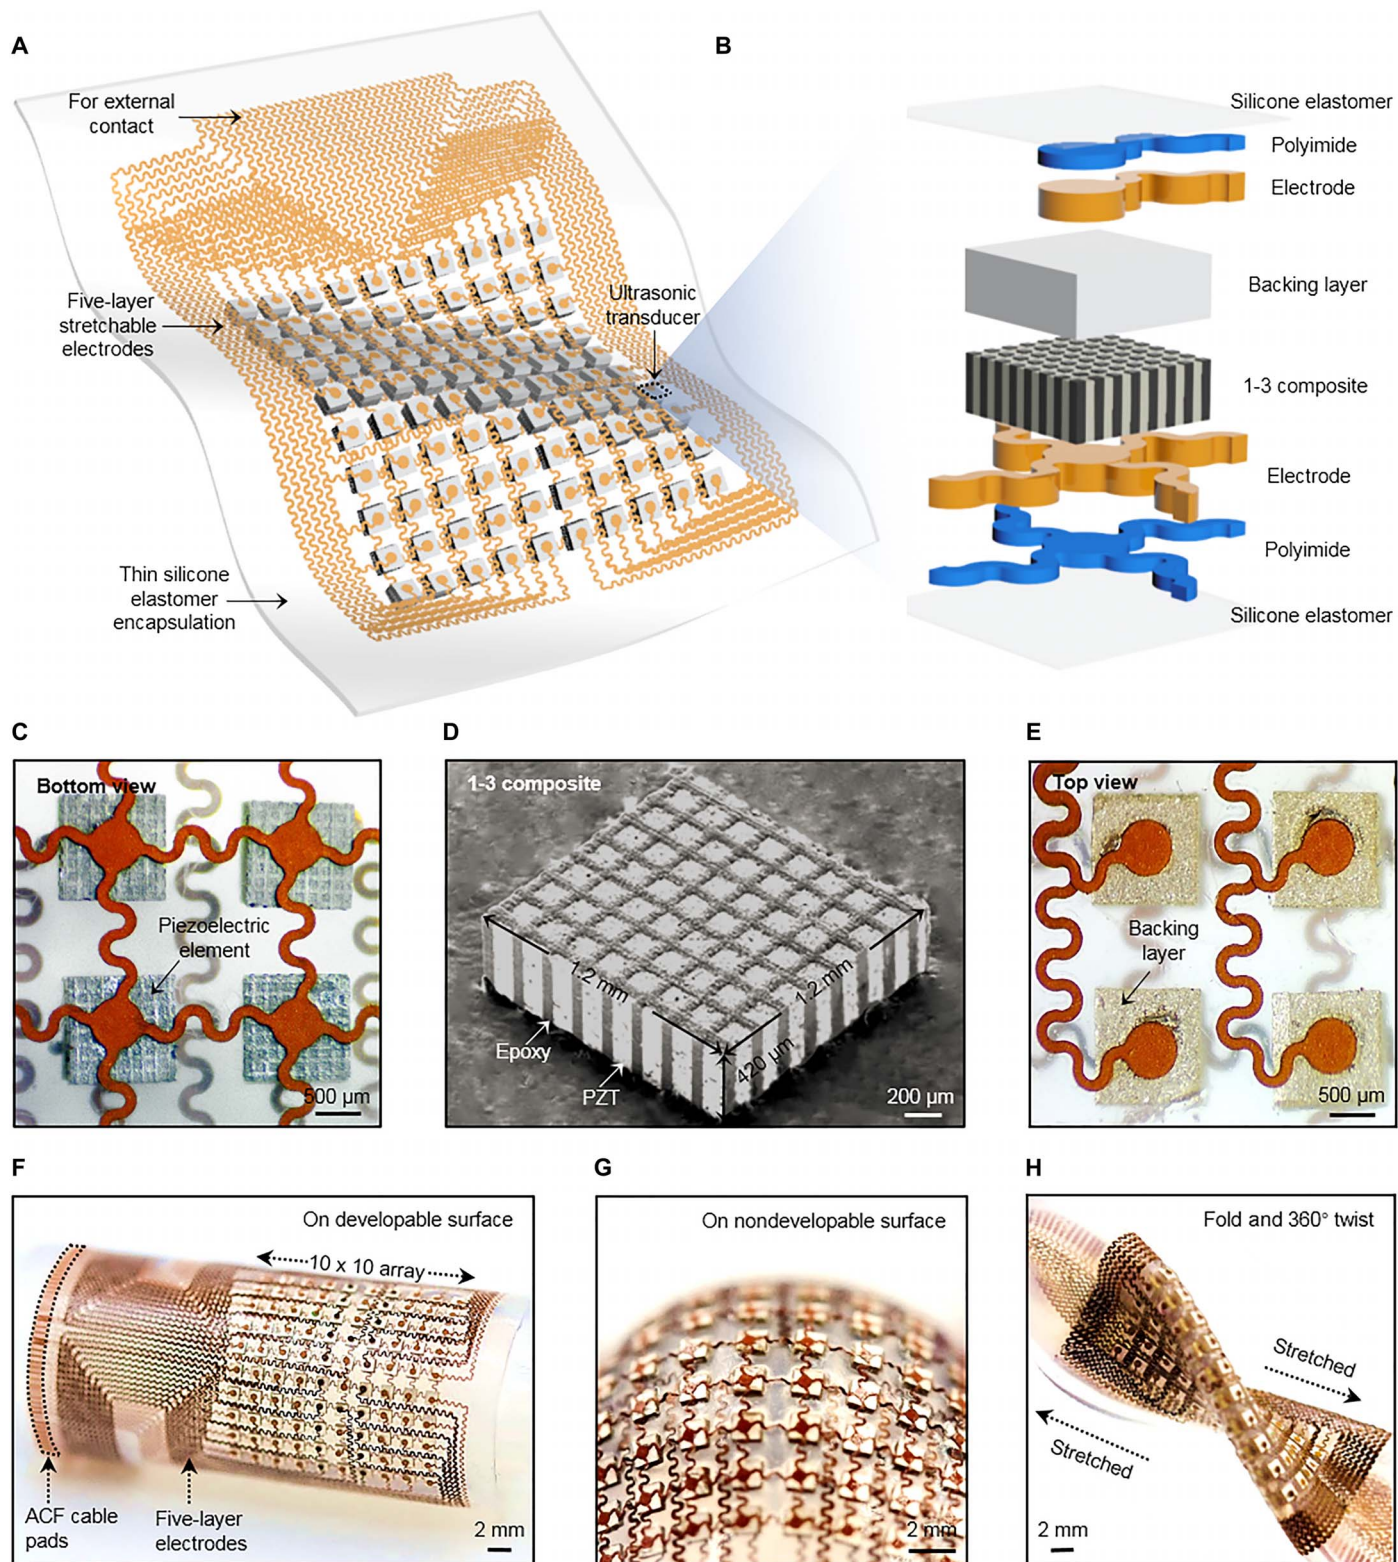 A
B
For external
contact
Five-layer
stretchable
electrodes
Ultrasonic
transducer
Thin silicone
elastomer
encapsulation
Silicone elastomer
Polyimide
Electrode
Backing layer
1-3 composite
Electrode
Polyimide
Silicone elastomer
C
D
E
Bottom view
Piezoelectric
element
500 µm
1-3 composite
1.2 mm
1.2 mm
420 µm
Epoxy
PZT
200 µm
Top view
Backing
layer
500 µm
F
G
H
On developable surface
10 x 10 array
ACF cable
pads
Five-layer
electrodes
2 mm
On nondevelopable surface
2 mm
Fold and 360° twist
Stretched
Stretched
2 mm